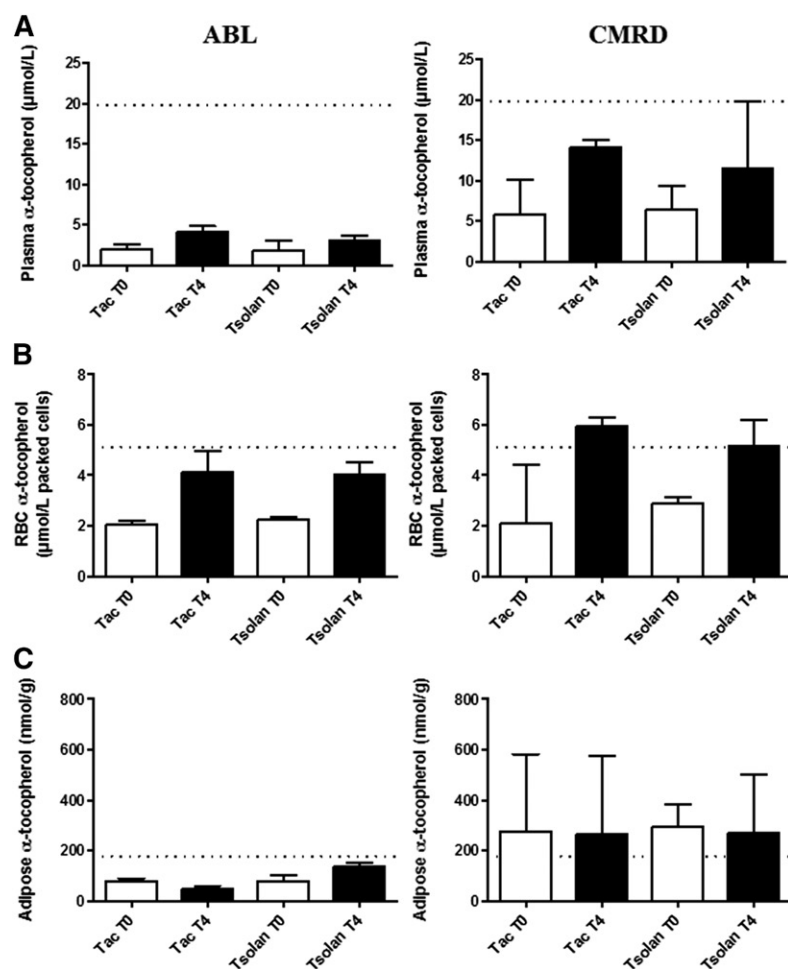 A
ABL
CMRD
Plasma α-tocopherol (µmol/L)
25
20
15
10
5
0
Tac T0
Tac T4
Tsolan T0
Tsolan T4
Plasma α-tocopherol (µmol/L)
25
20
15
10
5
0
Tac T0
Tac T4
Tsolan T0
Tsolan T4
B
RBC α-tocopherol
(µmol/L packed cells)
8
6
4
2
0
Tac T0
Tac T4
Tsolan T0
Tsolan T4
RBC α-tocopherol
(µmol/L packed cells)
8
6
4
2
0
Tac T0
Tac T4
Tsolan T0
Tsolan T4
C
Adipose α-tocopherol (nmol/g)
800
600
400
200
0
Tac T0
Tac T4
Tsolan T0
Tsolan T4
Adipose α-tocopherol (nmol/g)
800
600
400
200
0
Tac T0
Tac T4
Tsolan T0
Tsolan T4